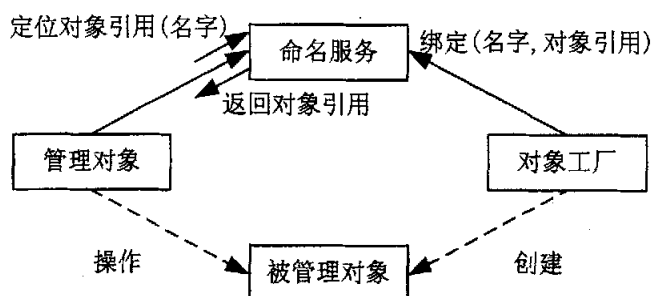 定位对象引用(名字)
命名服务
绑定(名字,对象引用)
返回对象引用
管理对象
对象工厂
操作
被管理对象
创建